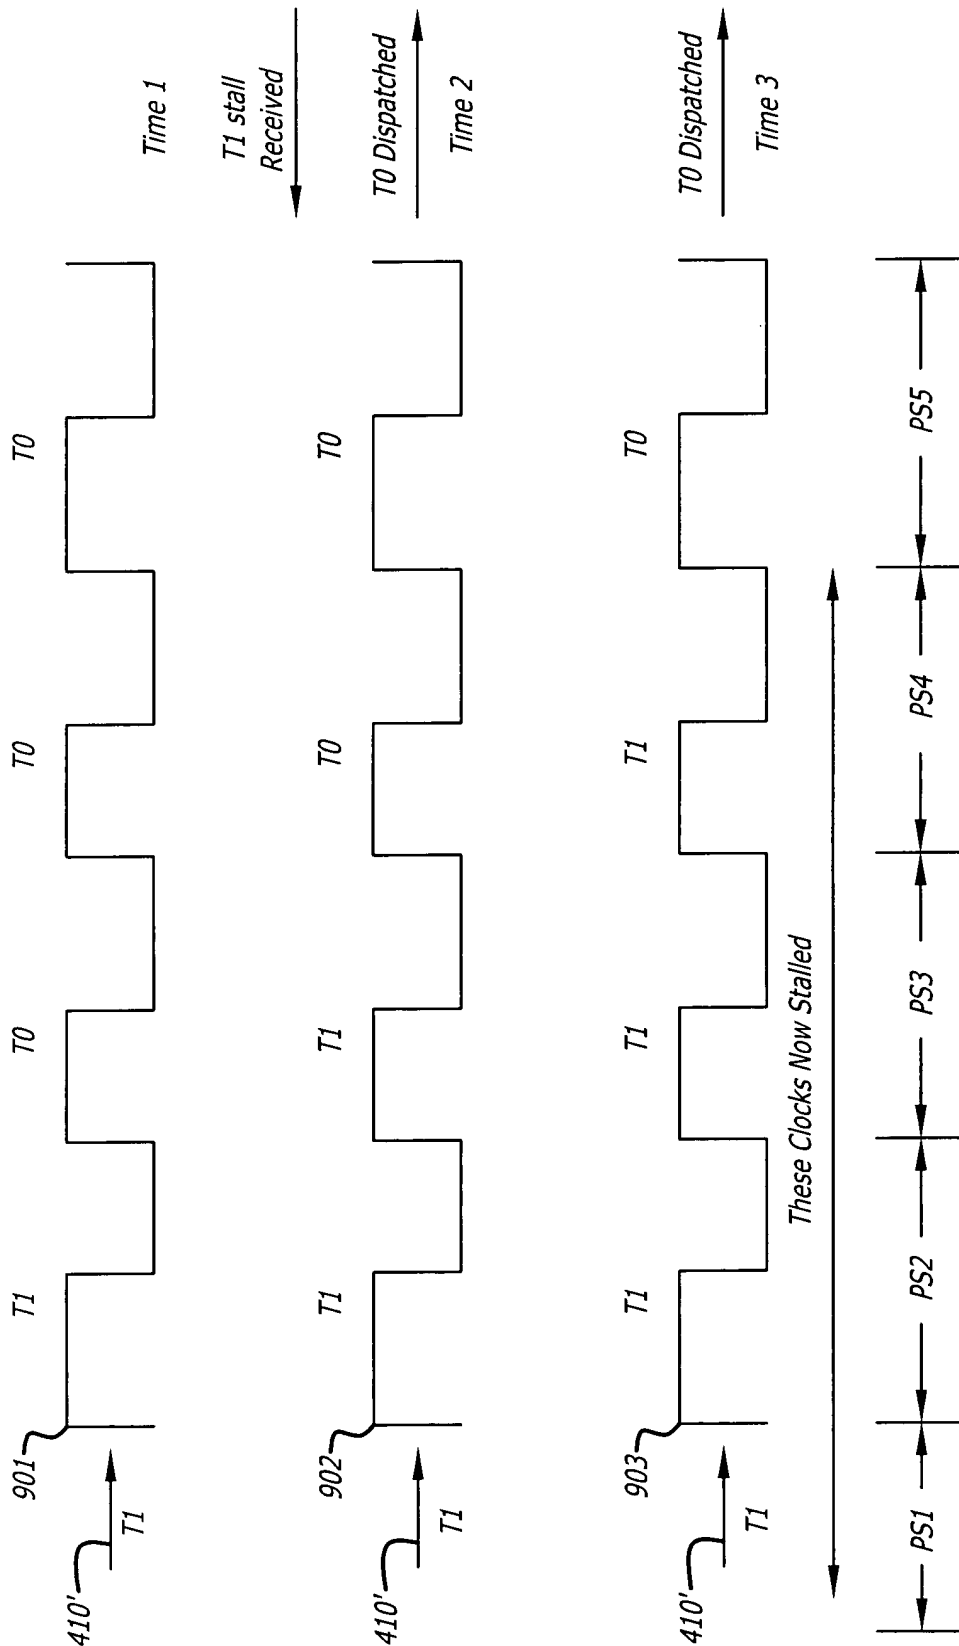 410'
T1
901
T1
T0
T0
T0
Time 1
T1 stall
Received
410'
T1
902
T1
T1
T0
T0
T0 Dispatched
Time 2
410'
T1
903
T1
T1
T1
T0
T0 Dispatched
Time 3
These Clocks Now Stalled
PS1
PS2
PS3
PS4
PS5